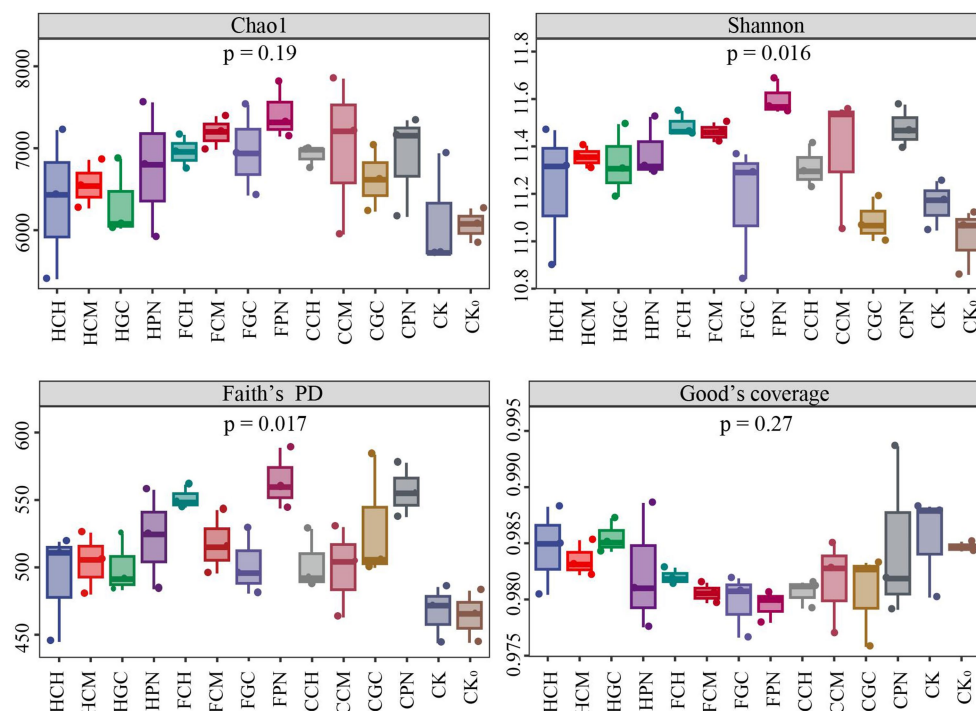 Chao1
p = 0.19
8000
7000
6000
HCH HCM HGC HPN FCH FCM FGC FPN CCH CCM CGC CPN CK CK₀
Shannon
p = 0.016
11.8
11.6
11.4
11.2
11.0
10.8
HCH HCM HGC HPN FCH FCM FGC FPN CCH CCM CGC CPN CK CK₀
Faith's PD
p = 0.017
600
550
500
450
HCH HCM HGC HPN FCH FCM FGC FPN CCH CCM CGC CPN CK CK₀
Good's coverage
p = 0.27
0.995
0.990
0.985
0.980
0.975
HCH HCM HGC HPN FCH FCM FGC FPN CCH CCM CGC CPN CK CK₀